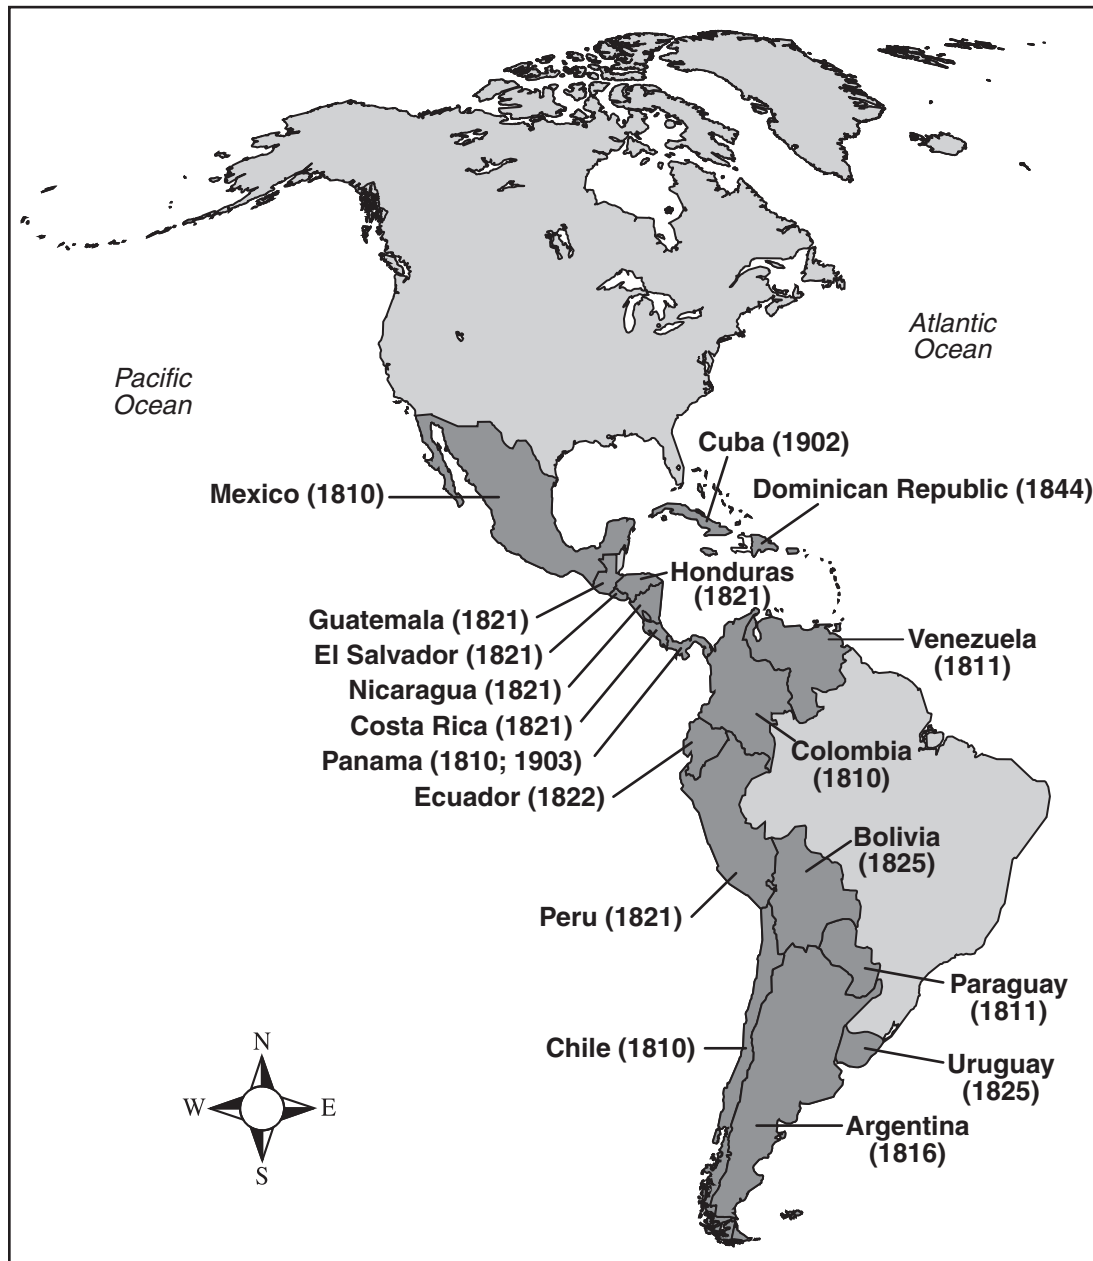 Atlantic
Ocean
Pacific
Ocean
Cuba (1902)
Dominican Republic (1844)
Mexico (1810)
Honduras
(1821)
Guatemala (1821)
El Salvador (1821)
Nicaragua (1821)
Costa Rica (1821)
Panama (1810; 1903)
Ecuador (1822)
Venezuela
(1811)
Colombia
(1810)
Bolivia
(1825)
Peru (1821)
Paraguay
(1811)
Chile (1810)
Uruguay
(1825)
Argentina
(1816)
N
W
E
S